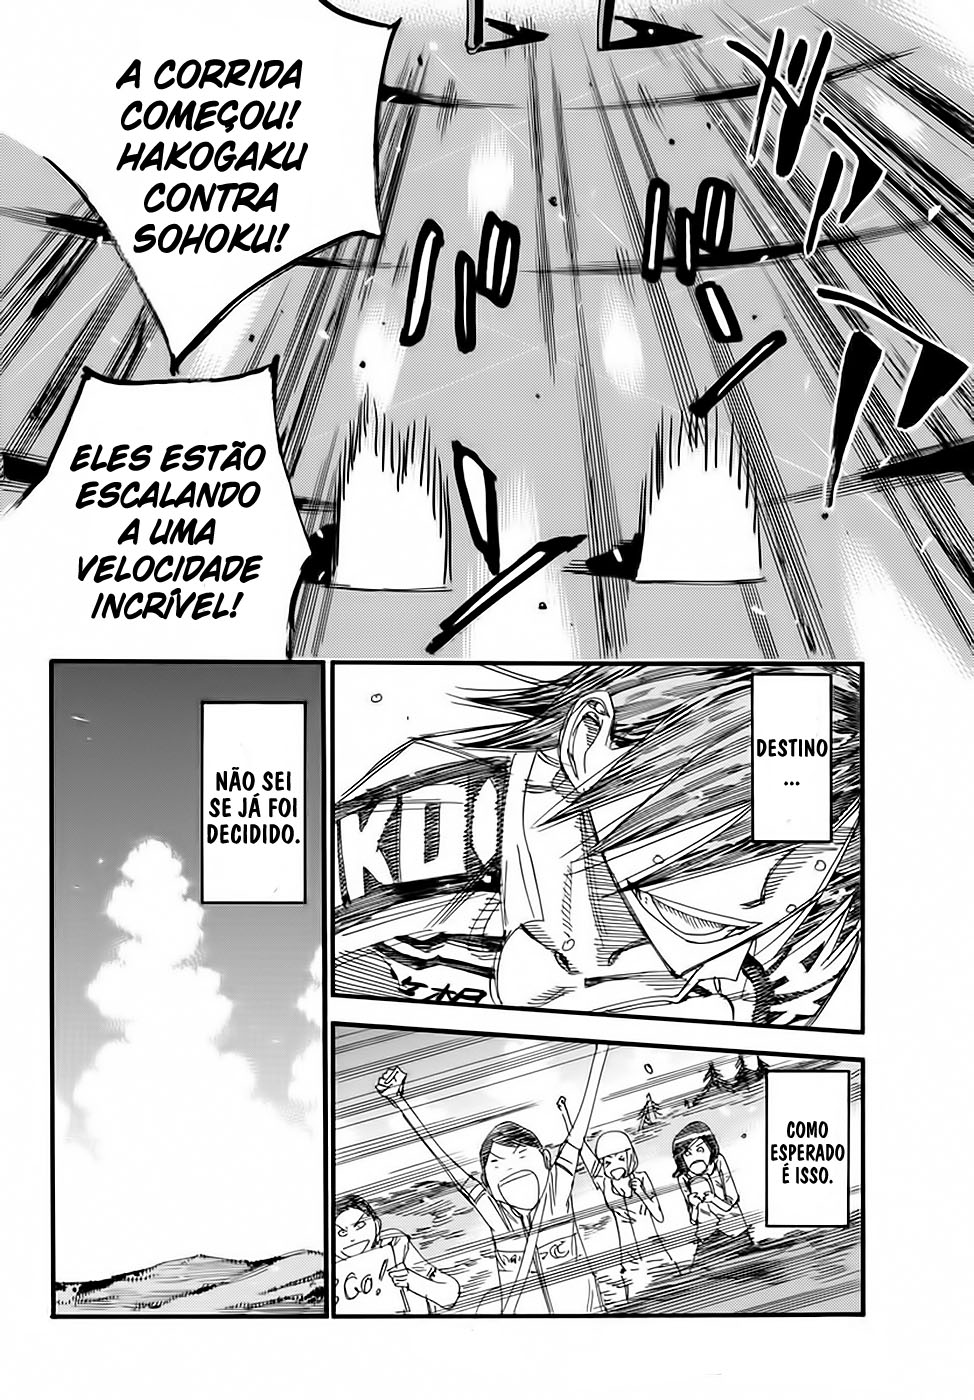 A CORRIDA
COMEÇOU!
HAKOGAKU
CONTRA
SOHOKU!
ELES ESTÃO
ESCALANDO
A UMA
VELOCIDADE
INCRÍVEL!
DESTINO
...
NÃO SEI
SE JÁ FOI
DECIDIDO.
COMO
ESPERADO
É ISSO.
GO!